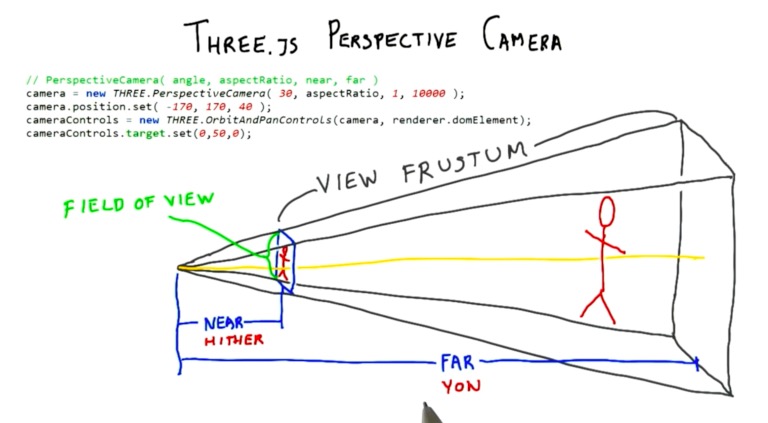 THREE.JS PERSPECTIVE CAMERA
// PerspectiveCamera( angle, aspectRatio, near, far )
camera = new THREE.PerspectiveCamera( 30, aspectRatio, 1, 10000 );
camera.position.set( -170, 170, 40 );
cameraControls = new THREE.OrbitAndPanControls(camera, renderer.domElement);
cameraControls.target.set(0,50,0);
VIEW FRUSTUM
FIELD OF VIEW
NEAR
HITHER
FAR
YON